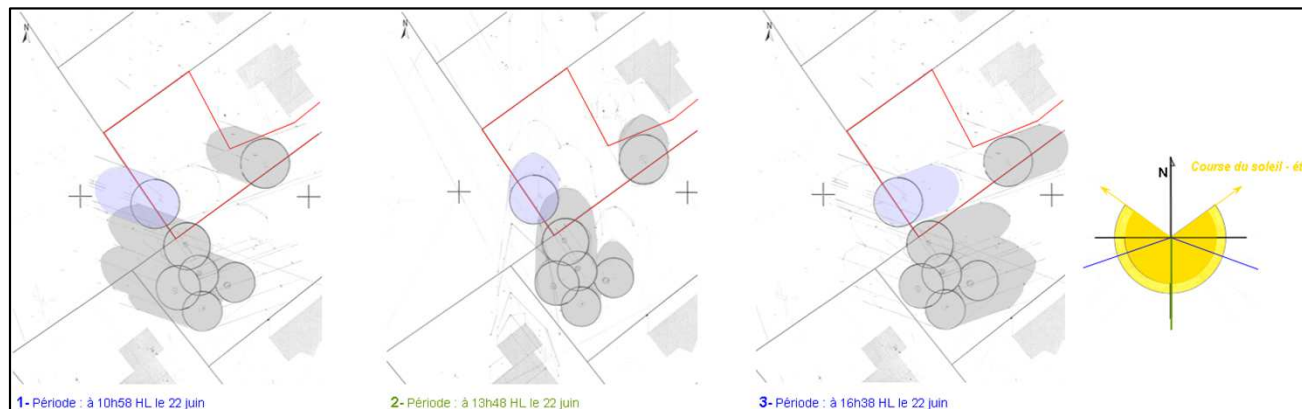 N
N
N
N
Course du soleil - ét
1- Période : à 10h58 HL le 22 juin
2- Période : à 13h48 HL le 22 juin
3- Période : à 16h38 HL le 22 juin